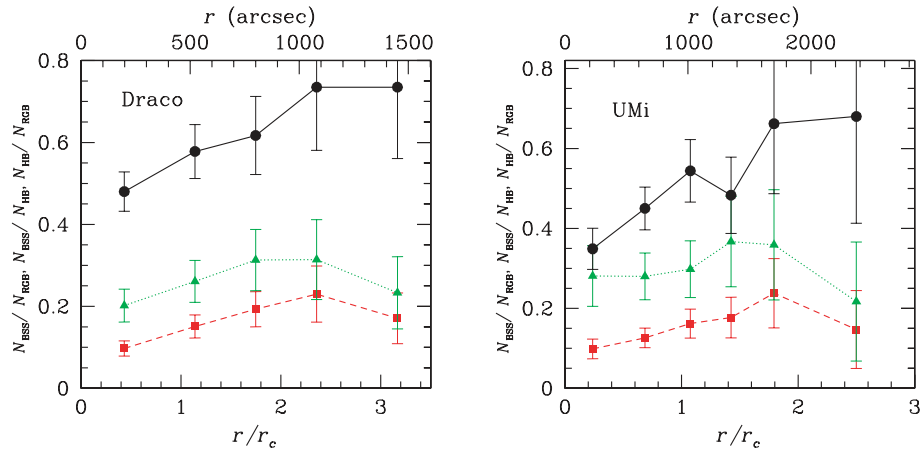 r (arcsec)
0 500 1000 1500
Draco
N_BSS/ N_RGB, N_BSS/ N_HB, N_HB/ N_RGB
0.8
0.6
0.4
0.2
0
0 1 2 3
r/r_c
r (arcsec)
0 1000 2000
UMi
N_BSS/ N_RGB, N_BSS/ N_HB, N_HB/ N_RGB
0.8
0.6
0.4
0.2
0
0 1 2 3
r/r_c